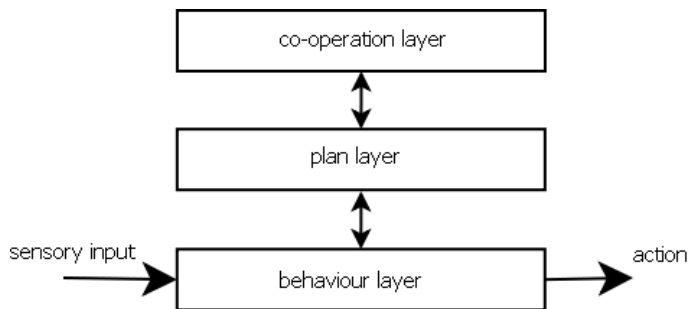 co-operation layer
plan layer
sensory input
behaviour layer
action